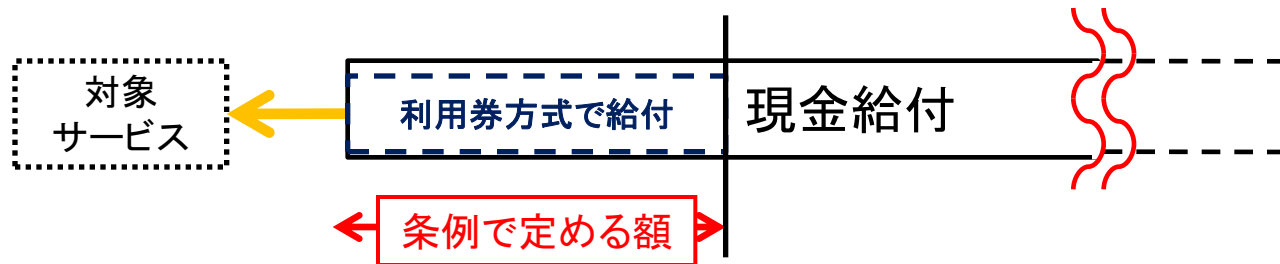 対象
サービス
利用券方式で給付
現金給付
条例で定める額